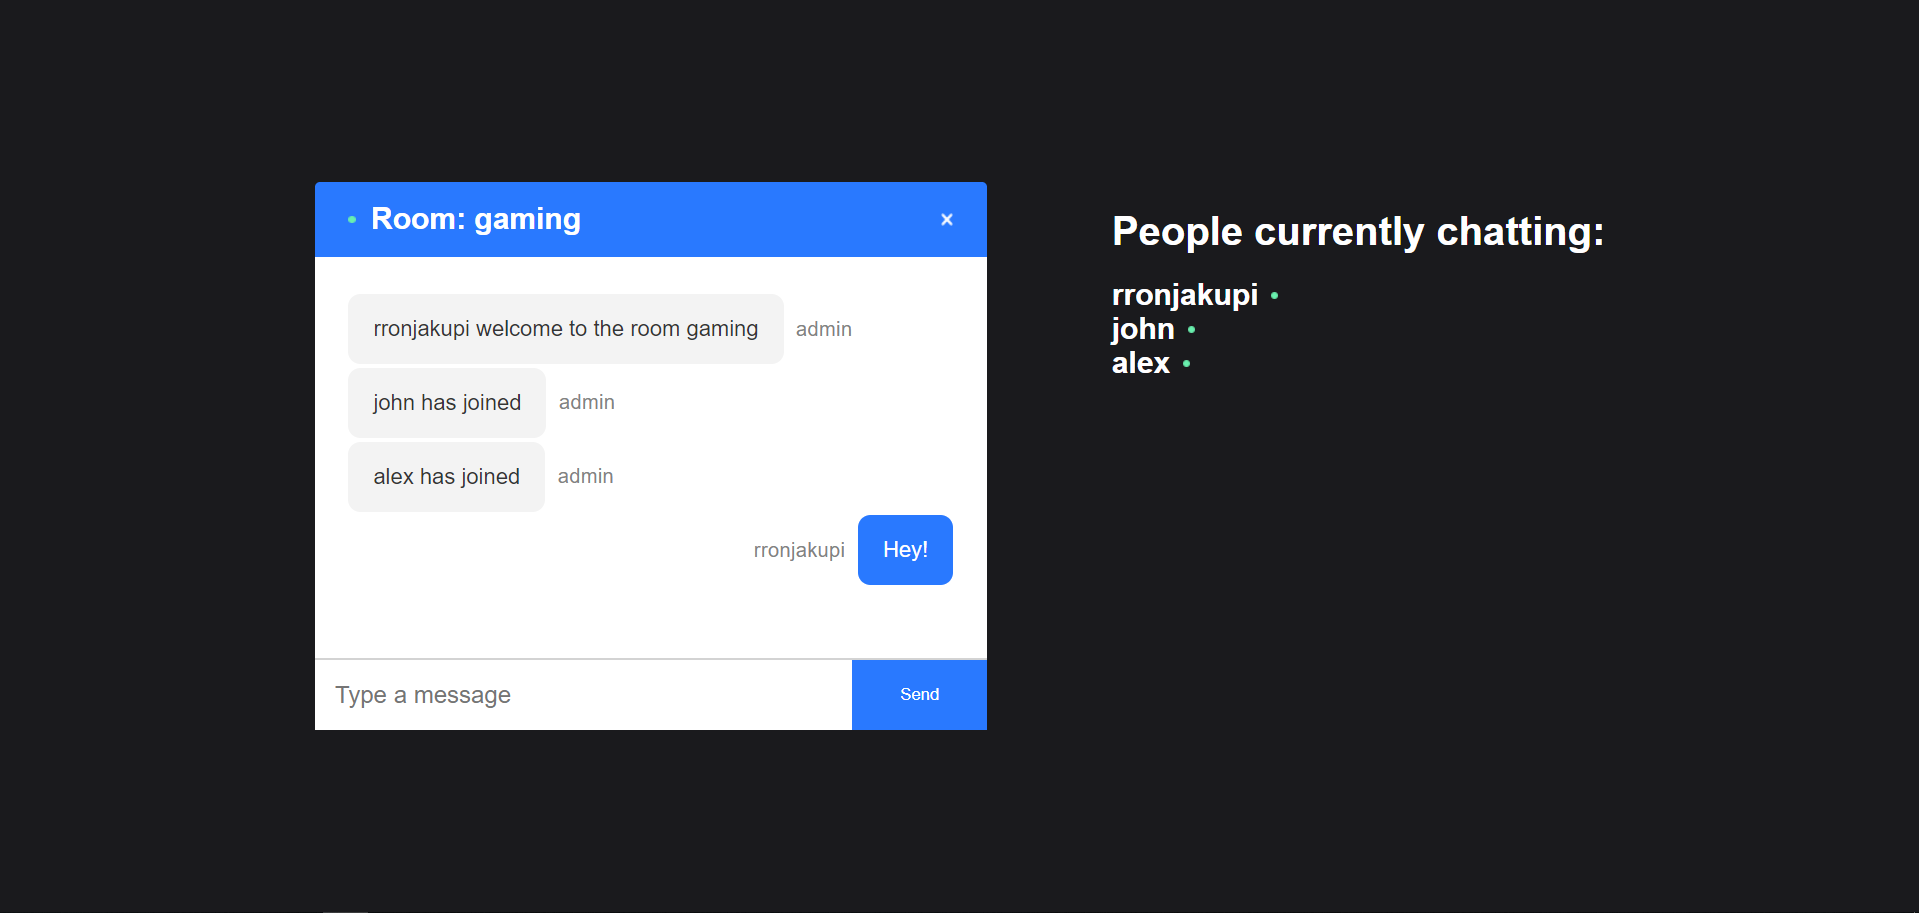 Room: gaming
rronjakupi welcome to the room gaming admin
john has joined admin
alex has joined admin
rronjakupi Hey!
Type a message Send
People currently chatting:
rronjakupi
john
alex